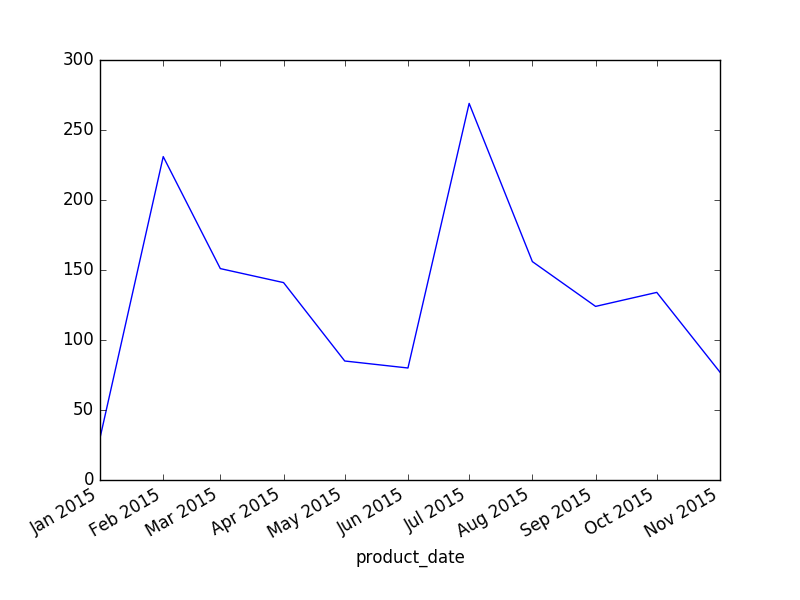 300
250
200
150
100
50
0
Jan 2015
Feb 2015
Mar 2015
Apr 2015
May 2015
Jun 2015
Jul 2015
Aug 2015
Sep 2015
Oct 2015
Nov 2015
product_date